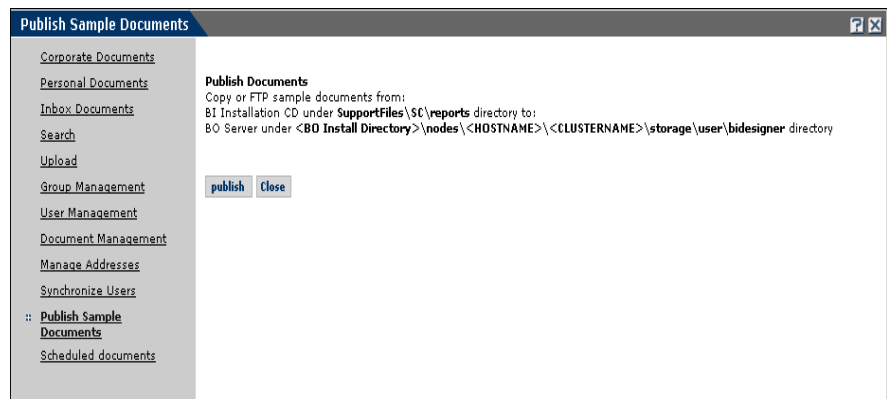 Publish Sample Documents
Corporate Documents
Personal Documents
Inbox Documents
Search
Upload
Group Management
User Management
Document Management
Manage Addresses
Synchronize Users
Publish Sample
Documents
Scheduled documents
Publish Documents
Copy or FTP sample documents from:
BI Installation CD under SupportFiles\SC\reports directory to:
BO Server under <BO Install Directory>\nodes\<HOSTNAME>\<CLUSTERNAME>\storage\user\bidesigner directory
publish Close